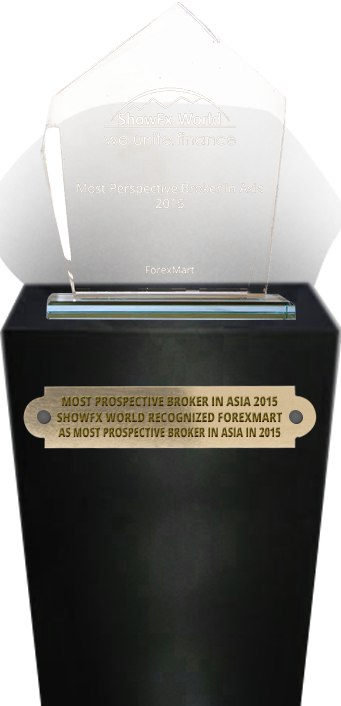 ShowFx World
we unite finance
Most Perspective Broker in Asia
2015
ForexMart
MOST PROSPECTIVE BROKER IN ASIA 2015
SHOWFX WORLD RECOGNIZED FOREXMART
AS MOST PROSPECTIVE BROKER IN ASIA IN 2015